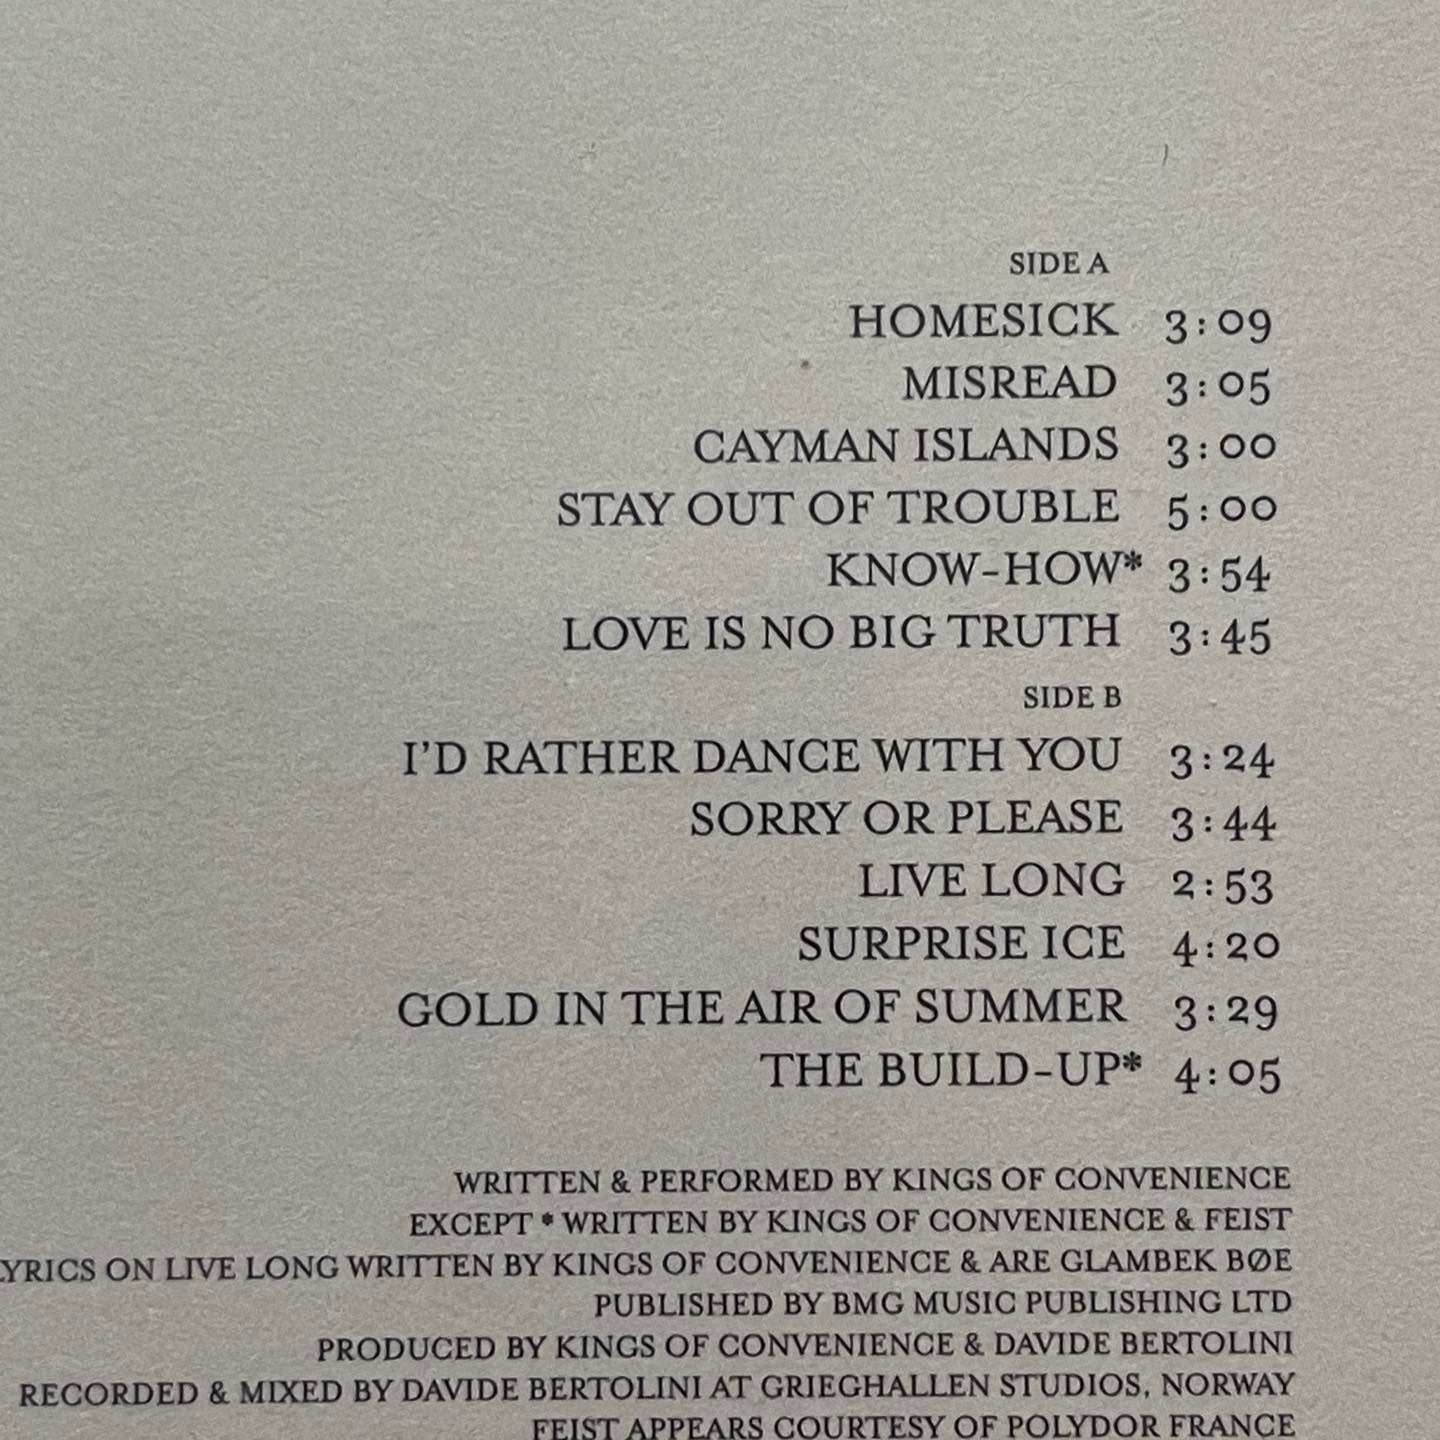 SIDE A
HOMESICK 3:09
MISREAD 3:05
CAYMAN ISLANDS 3:00
STAY OUT OF TROUBLE 5:00
KNOW-HOW* 3:54
LOVE IS NO BIG TRUTH 3:45
SIDE B
I'D RATHER DANCE WITH YOU 3:24
SORRY OR PLEASE 3:44
LIVE LONG 2:53
SURPRISE ICE 4:20
GOLD IN THE AIR OF SUMMER 3:29
THE BUILD-UP* 4:05
WRITTEN & PERFORMED BY KINGS OF CONVENIENCE
EXCEPT * WRITTEN BY KINGS OF CONVENIENCE & FEIST
LYRICS ON LIVE LONG WRITTEN BY KINGS OF CONVENIENCE & ARE GLAMBEK BØE
PUBLISHED BY BMG MUSIC PUBLISHING LTD
PRODUCED BY KINGS OF CONVENIENCE & DAVIDE BERTOLINI
RECORDED & MIXED BY DAVIDE BERTOLINI AT GRIEGHALLEN STUDIOS, NORWAY
FEIST APPEARS COURTESY OF POLYDOR FRANCE